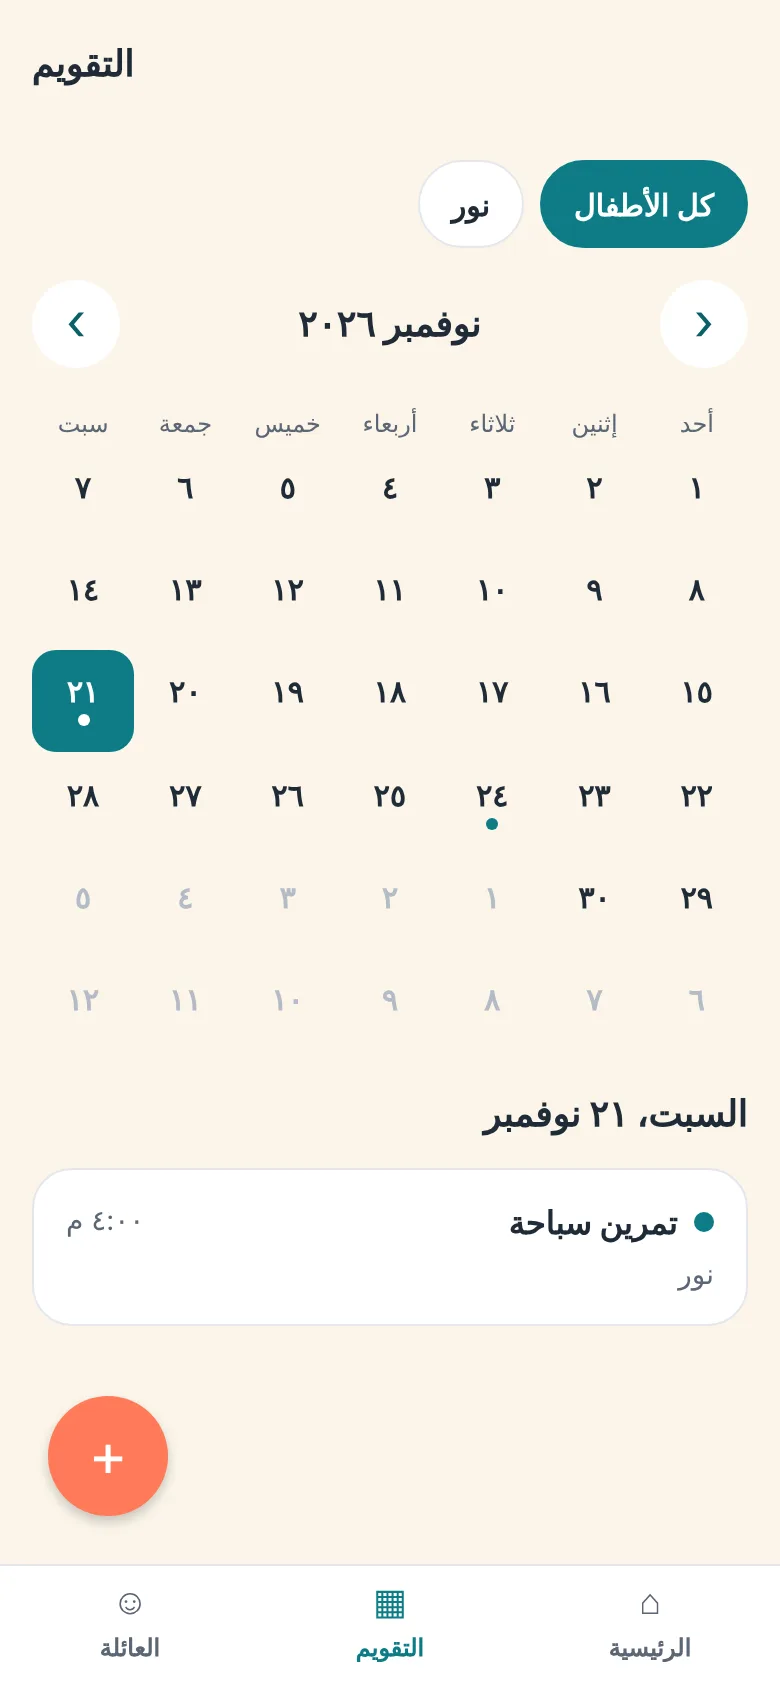 التقويم
كل الأطفال نور
نوفمبر ٢٠٢٦
أحد إثنين ثلاثاء أربعاء خميس جمعة سبت
١ ٢ ٣ ٤ ٥ ٦ ٧
٨ ٩ ١٠ ١١ ١٢ ١٣ ١٤
١٥ ١٦ ١٧ ١٨ ١٩ ٢٠ ٢١
٢٢ ٢٣ ٢٤ ٢٥ ٢٦ ٢٧ ٢٨
٢٩ ٣٠ ١ ٢ ٣ ٤ ٥
٦ ٧ ٨ ٩ ١٠ ١١ ١٢
السبت، ٢١ نوفمبر
تمرين سباحة ٤:٠٠ م
نور
+
الرئيسية التقويم العائلة